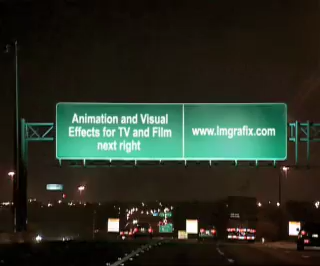 Animation and Visual
Effects for TV and Film
next right
www.lmgrafix.com